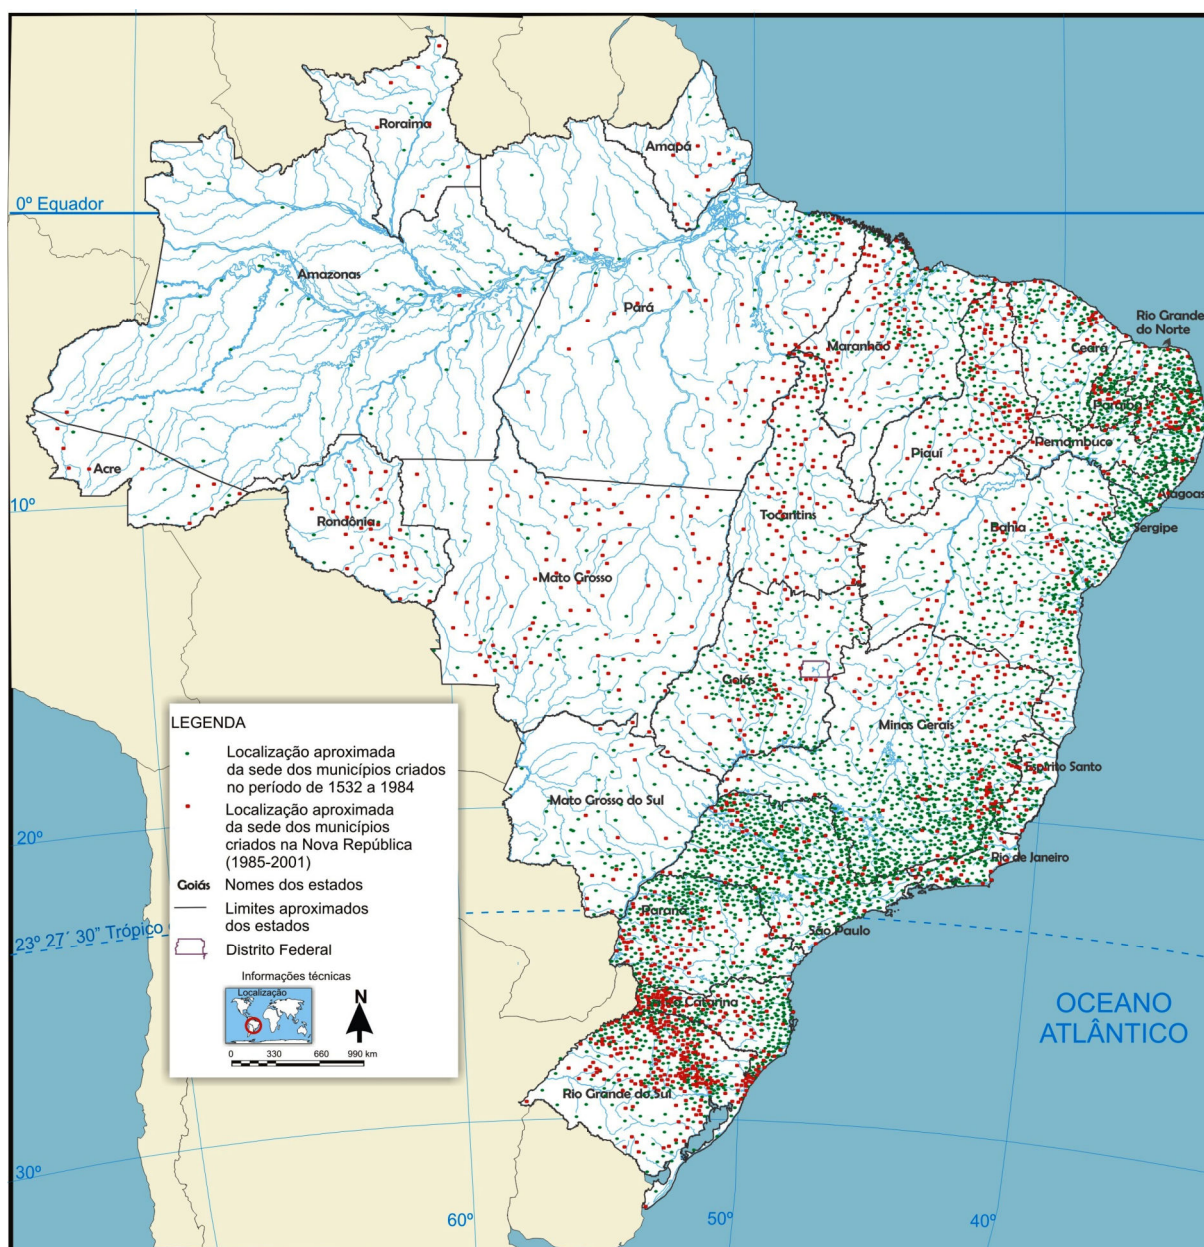 Roraima
Amapá
0º Equador
Amazonas
Pará
Maranhão
Ceará
Rio Grande
do Norte
Paraíba
Pernambuco
Piauí
Acre
Alagoas
10º
Rondônia
Tocantins
Bahia
Sergipe
Mato Grosso
Goiás
Minas Gerais
Espírito Santo
Mato Grosso do Sul
Rio de Janeiro
20º
Paraná
São Paulo
23º 27´ 30” Trópico
Catarina
Rio Grande do Sul
OCEANO
ATLÂNTICO
30º
60º
50º
40º
LEGENDA
Localização aproximada
da sede dos municípios criados
no período de 1532 a 1984
Localização aproximada
da sede dos municípios
criados na Nova República
(1985-2001)
Goiás Nomes dos estados
Limites aproximados
dos estados
Distrito Federal
Informações técnicas
Localização
N
0 330 660 990 km